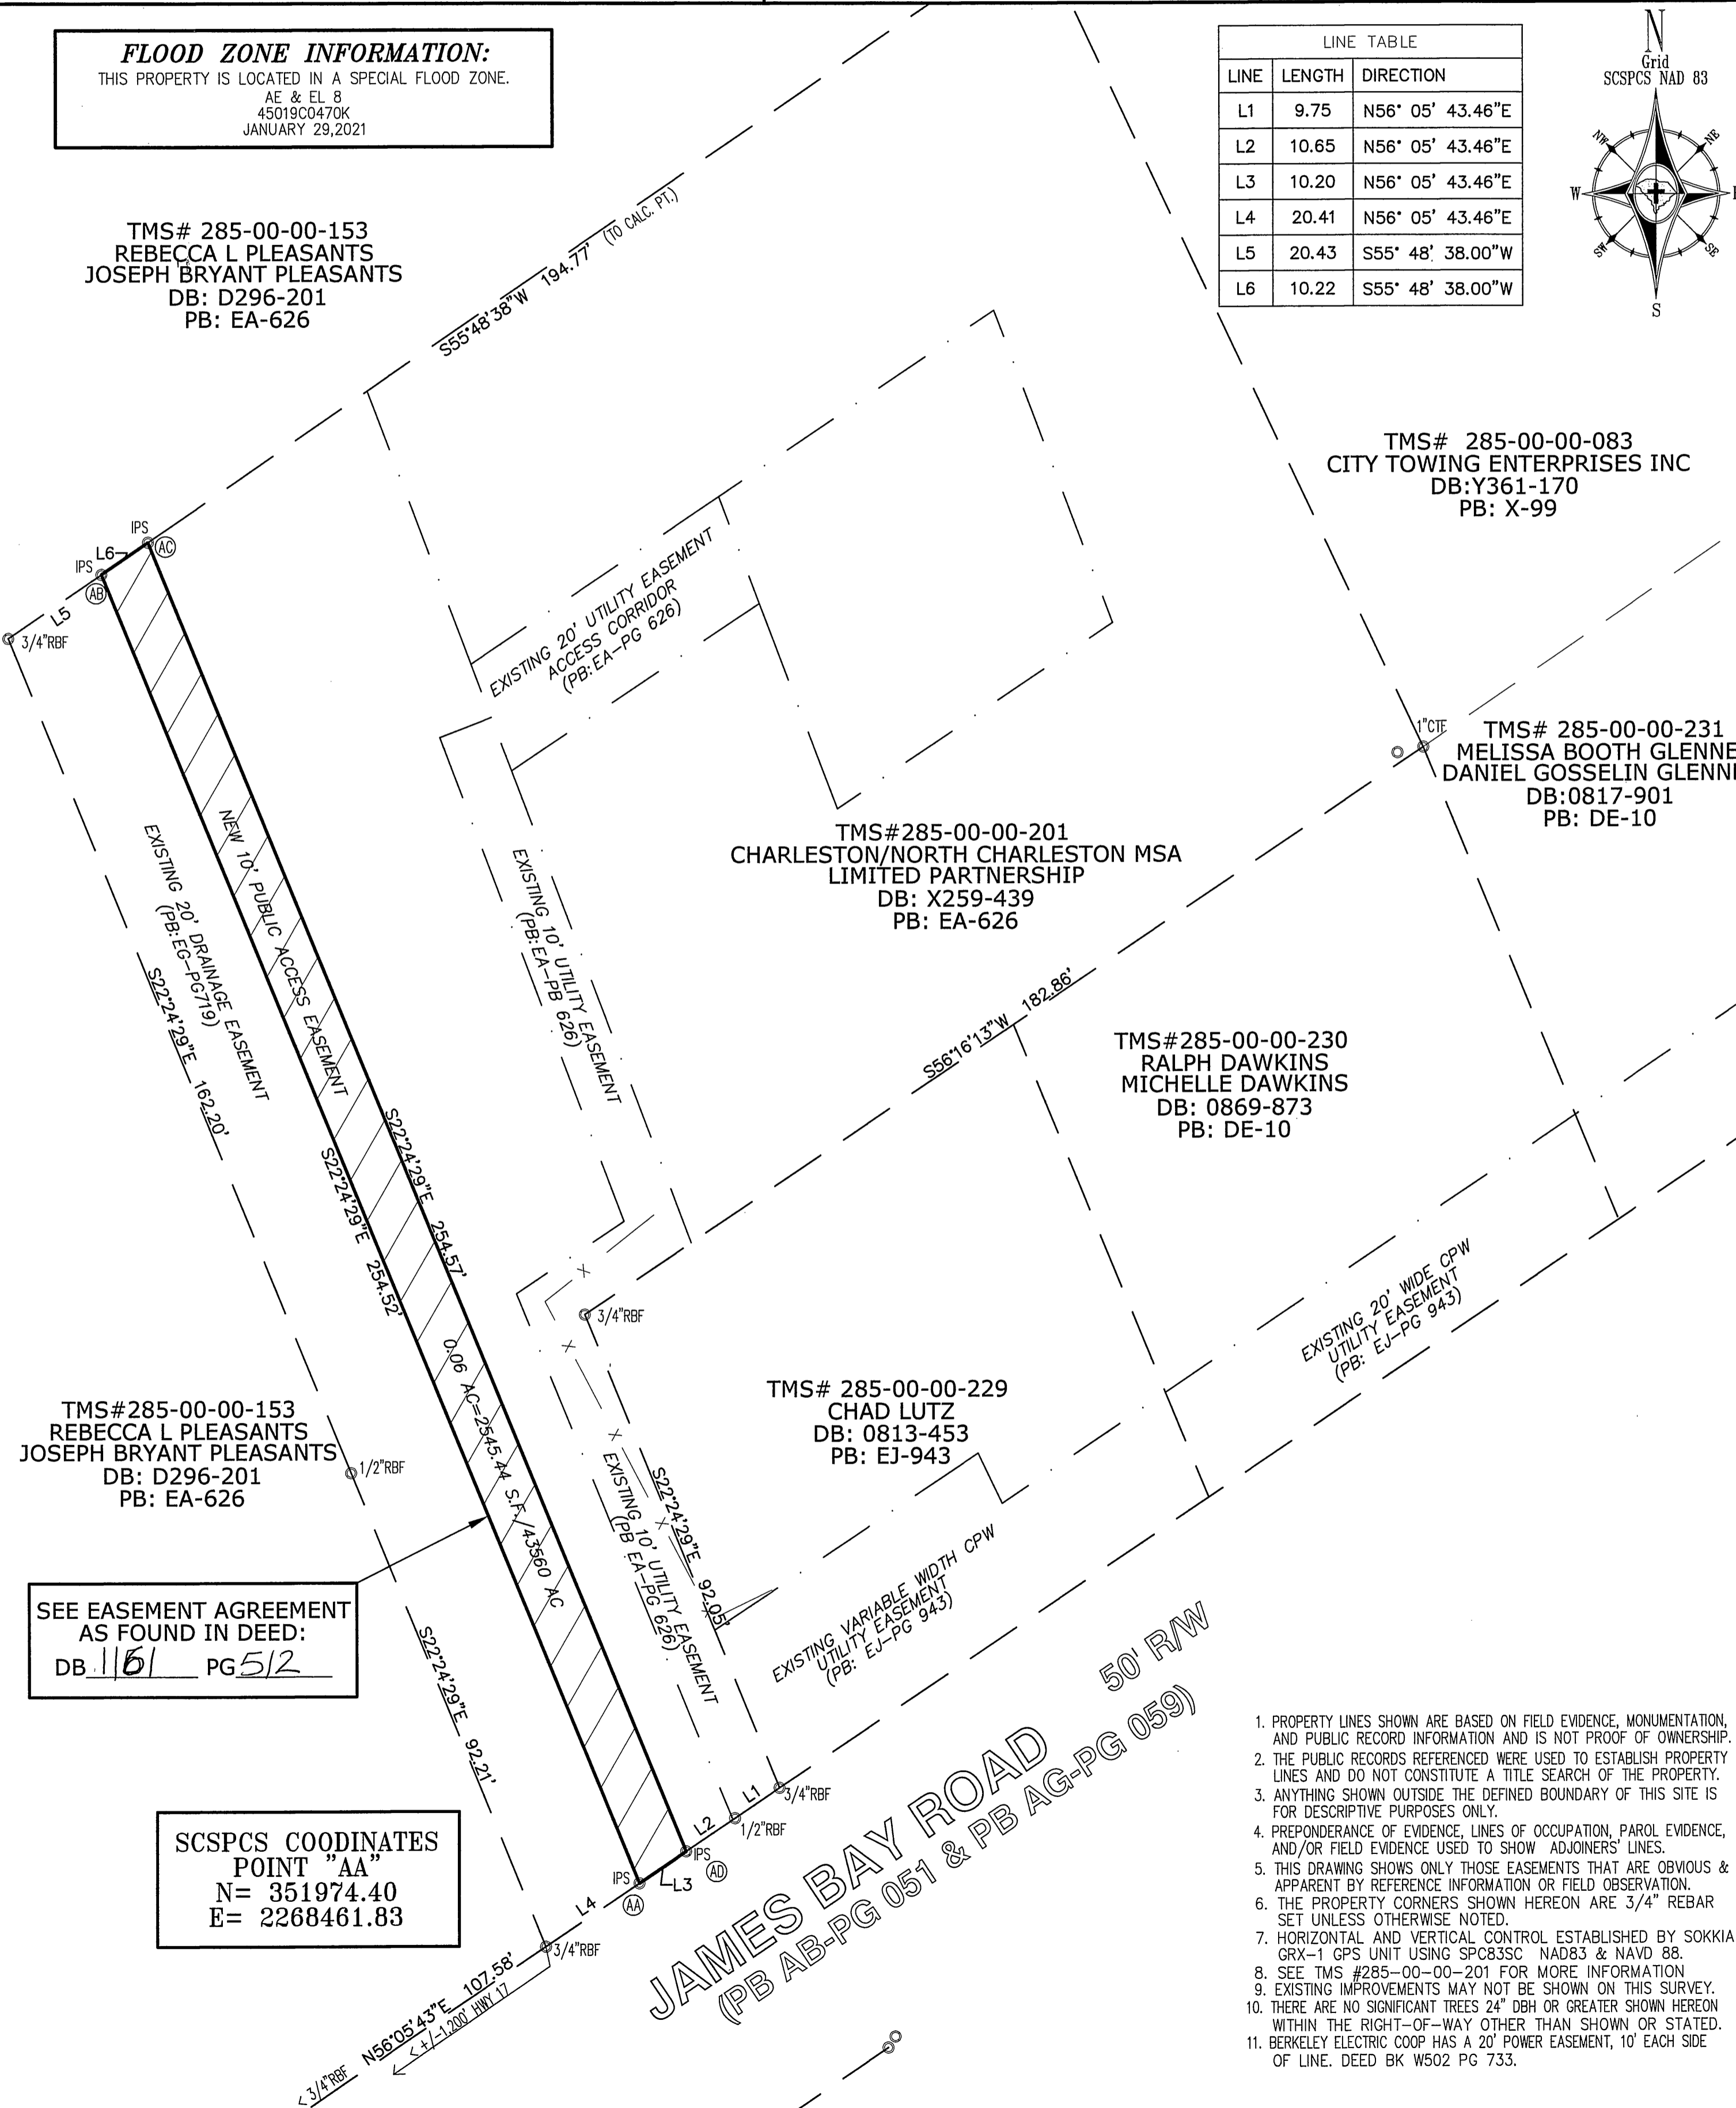 FLOOD ZONE INFORMATION:
THIS PROPERTY IS LOCATED IN A SPECIAL FLOOD ZONE.
AE & EL 8
45019C0470K
JANUARY 29,2021
LINE TABLE
LINE LENGTH DIRECTION
L1 9.75 N56° 05' 43.46"E
L2 10.65 N56° 05' 43.46"E
L3 10.20 N56° 05' 43.46"E
L4 20.41 N56° 05' 43.46"E
L5 20.43 S55° 48' 38.00"W
L6 10.22 S55° 48' 38.00"W
N
Grid
SCSPCS NAD 83
NW
NE
W
SW
SE
S
TMS# 285-00-00-153
REBECCA L PLEASANTS
JOSEPH BRYANT PLEASANTS
DB: D296-201
PB: EA-626
S55°48'38"W 194.77' (TO CALC. PT.)
TMS# 285-00-00-083
CITY TOWING ENTERPRISES INC
DB:Y361-170
PB: X-99
IPS
AC
L6
IPS
AB
L5
3/4"RBF
EXISTING 20' UTILITY EASEMENT
ACCESS CORRIDOR
(PB:EA-PG 626)
1"CTF
TMS# 285-00-00-231
MELISSA BOOTH GLENNE
DANIEL GOSSELIN GLENN
DB:0817-901
PB: DE-10
TMS#285-00-00-201
CHARLESTON/NORTH CHARLESTON MSA
LIMITED PARTNERSHIP
DB: X259-439
PB: EA-626
NEW 10' PUBLIC ACCESS EASEMENT
EXISTING 20' DRAINAGE EASEMENT
(PB:EG-PG719)
S22°24'29"E 162.20'
EXISTING 10' UTILITY EASEMENT
(PB:EA-PB 626)
S56°16'13"W 182.86'
TMS#285-00-00-230
RALPH DAWKINS
MICHELLE DAWKINS
DB: 0869-873
PB: DE-10
S22°24'29"E 254.57'
S22°24'29"E 254.52'
EXISTING 20' WIDE CPW
UTILITY EASEMENT
(PB: EJ-PG 943)
X
3/4"RBF
X
X
X
X
0.06 AC=2545.44 S.F./43560 AC
TMS# 285-00-00-229
CHAD LUTZ
DB: 0813-453
PB: EJ-943
TMS#285-00-00-153
REBECCA L PLEASANTS
JOSEPH BRYANT PLEASANTS
DB: D296-201
PB: EA-626
1/2"RBF
EXISTING 10' UTILITY EASEMENT
(PB EA-PG 626)
S22°24'29"E 92.05'
EXISTING VARIABLE WIDTH CPW
UTILITY EASEMENT
(PB: EJ-PG 943)
SEE EASEMENT AGREEMENT
AS FOUND IN DEED:
DB 1161 PG 512
S22°24'29"E 92.21'
SCSPCS COODINATES
POINT "AA"
N= 351974.40
E= 2268461.83
L1
3/4"RBF
L2
1/2"RBF
IPS
AD
IPS
L3
AA
L4
3/4"RBF
N56°05'43"E 107.58'
< +/-1,200' HWY 17
< 3/4"RBF
JAMES BAY ROAD 50' R/W
(PB AB-PG 051 & PB AG-PG 059)
1. PROPERTY LINES SHOWN ARE BASED ON FIELD EVIDENCE, MONUMENTATION,
AND PUBLIC RECORD INFORMATION AND IS NOT PROOF OF OWNERSHIP.
2. THE PUBLIC RECORDS REFERENCED WERE USED TO ESTABLISH PROPERTY
LINES AND DO NOT CONSTITUTE A TITLE SEARCH OF THE PROPERTY.
3. ANYTHING SHOWN OUTSIDE THE DEFINED BOUNDARY OF THIS SITE IS
FOR DESCRIPTIVE PURPOSES ONLY.
4. PREPONDERANCE OF EVIDENCE, LINES OF OCCUPATION, PAROL EVIDENCE,
AND/OR FIELD EVIDENCE USED TO SHOW ADJOINERS' LINES.
5. THIS DRAWING SHOWS ONLY THOSE EASEMENTS THAT ARE OBVIOUS &
APPARENT BY REFERENCE INFORMATION OR FIELD OBSERVATION.
6. THE PROPERTY CORNERS SHOWN HEREON ARE 3/4" REBAR
SET UNLESS OTHERWISE NOTED.
7. HORIZONTAL AND VERTICAL CONTROL ESTABLISHED BY SOKKIA
GRX-1 GPS UNIT USING SPC83SC NAD83 & NAVD 88.
8. SEE TMS #285-00-00-201 FOR MORE INFORMATION
9. EXISTING IMPROVEMENTS MAY NOT BE SHOWN ON THIS SURVEY.
10. THERE ARE NO SIGNIFICANT TREES 24" DBH OR GREATER SHOWN HEREON
WITHIN THE RIGHT-OF-WAY OTHER THAN SHOWN OR STATED.
11. BERKELEY ELECTRIC COOP HAS A 20' POWER EASEMENT, 10' EACH SIDE
OF LINE. DEED BK W502 PG 733.